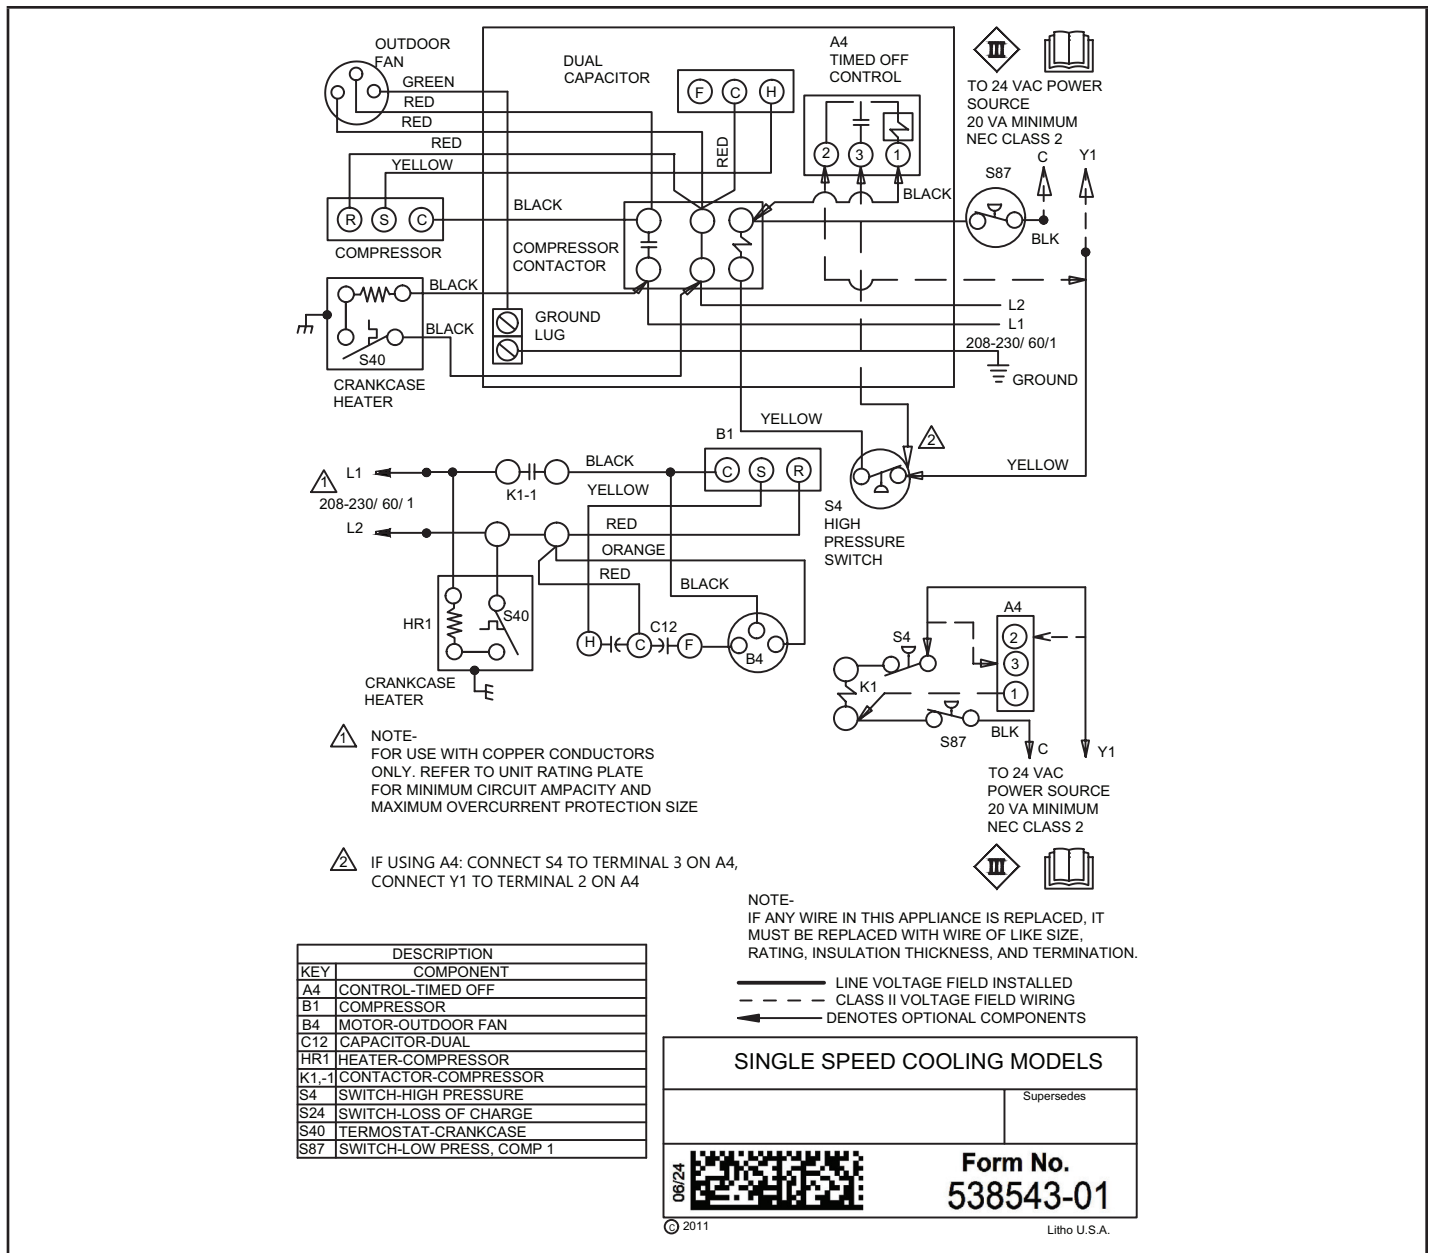 OUTDOOR
FAN
GREEN
RED
RED
RED
YELLOW
DUAL
CAPACITOR
F C H
RED
A4
TIMED OFF
CONTROL
2 3 1
BLACK
III
TO 24 VAC POWER
SOURCE
20 VA MINIMUM
NEC CLASS 2
C Y1
S87
BLK
R S C
COMPRESSOR
BLACK
COMPRESSOR
CONTACTOR
BLACK
BLACK
S40
CRANKCASE
HEATER
GROUND
LUG
L2
L1
208-230/ 60/1
GROUND
YELLOW
2
YELLOW
S4
HIGH
PRESSURE
SWITCH
B1
C S R
1
L1
208-230/ 60/1
L2
K1-1
BLACK
YELLOW
RED
ORANGE
RED
BLACK
HR1
S40
CRANKCASE
HEATER
H C F
C12
B4
A4
2
3
1
S4
K1
S87
BLK
C Y1
TO 24 VAC
POWER SOURCE
20 VA MINIMUM
NEC CLASS 2
III
1 NOTE-
FOR USE WITH COPPER CONDUCTORS
ONLY. REFER TO UNIT RATING PLATE
FOR MINIMUM CIRCUIT AMPACITY AND
MAXIMUM OVERCURRENT PROTECTION SIZE
2 IF USING A4: CONNECT S4 TO TERMINAL 3 ON A4,
CONNECT Y1 TO TERMINAL 2 ON A4
NOTE-
IF ANY WIRE IN THIS APPLIANCE IS REPLACED, IT
MUST BE REPLACED WITH WIRE OF LIKE SIZE,
RATING, INSULATION THICKNESS, AND TERMINATION.
LINE VOLTAGE FIELD INSTALLED
CLASS II VOLTAGE FIELD WIRING
DENOTES OPTIONAL COMPONENTS
DESCRIPTION
KEY COMPONENT
A4 CONTROL-TIMED OFF
B1 COMPRESSOR
B4 MOTOR-OUTDOOR FAN
C12 CAPACITOR-DUAL
HR1 HEATER-COMPRESSOR
K1,-1 CONTACTOR-COMPRESSOR
S4 SWITCH-HIGH PRESSURE
S24 SWITCH-LOSS OF CHARGE
S40 TERMOSTAT-CRANKCASE
S87 SWITCH-LOW PRESS, COMP 1
SINGLE SPEED COOLING MODELS
Supersedes
06/24
Form No.
538543-01
© 2011
Litho U.S.A.